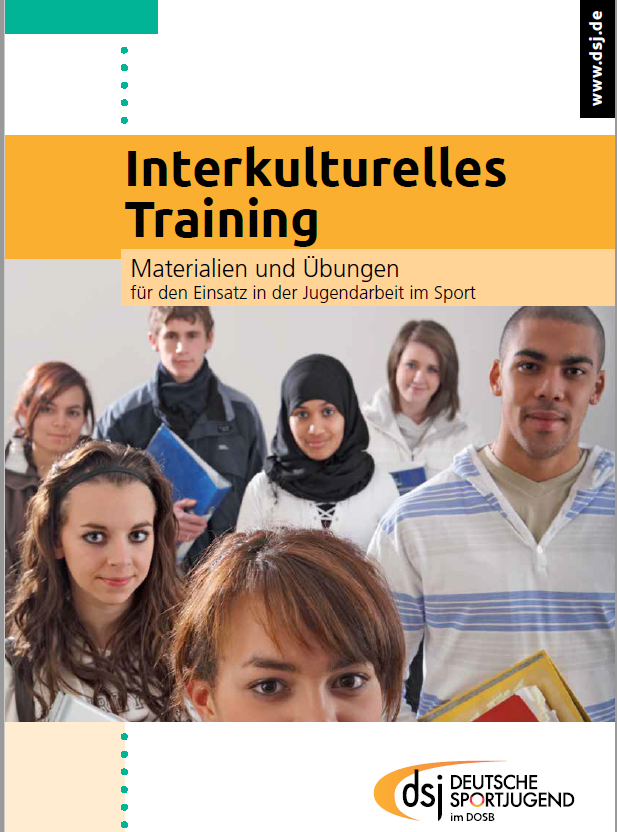 www.dsj.de
Interkulturelles
Training
Materialien und Übungen
für den Einsatz in der Jugendarbeit im Sport
dsj DEUTSCHE
SPORTJUGEND
im DOSB